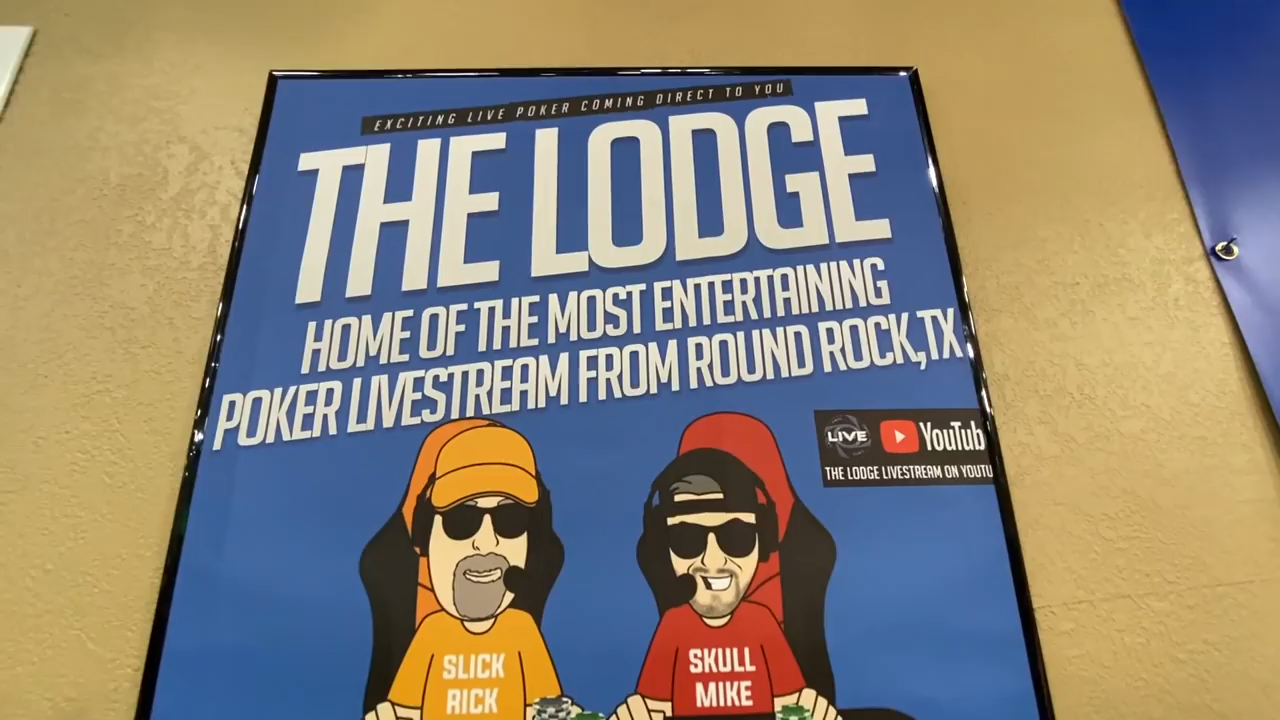 EXCITING LIVE POKER COMING DIRECT TO YOU
THE LODGE
HOME OF THE MOST ENTERTAINING
POKER LIVESTREAM FROM ROUND ROCK,TX
LIVE YouTub
THE LODGE LIVESTREAM ON YOUTU
SLICK
RICK
SKULL
MIKE